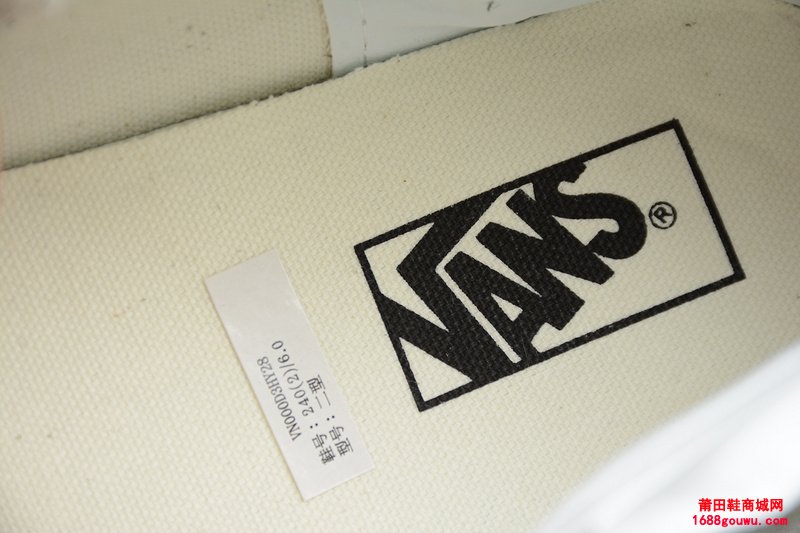 VANS®
VN000D3HY28
鞋号：240(2)/6.0
型号：二型
莆田鞋商城网
1688gouwu.com